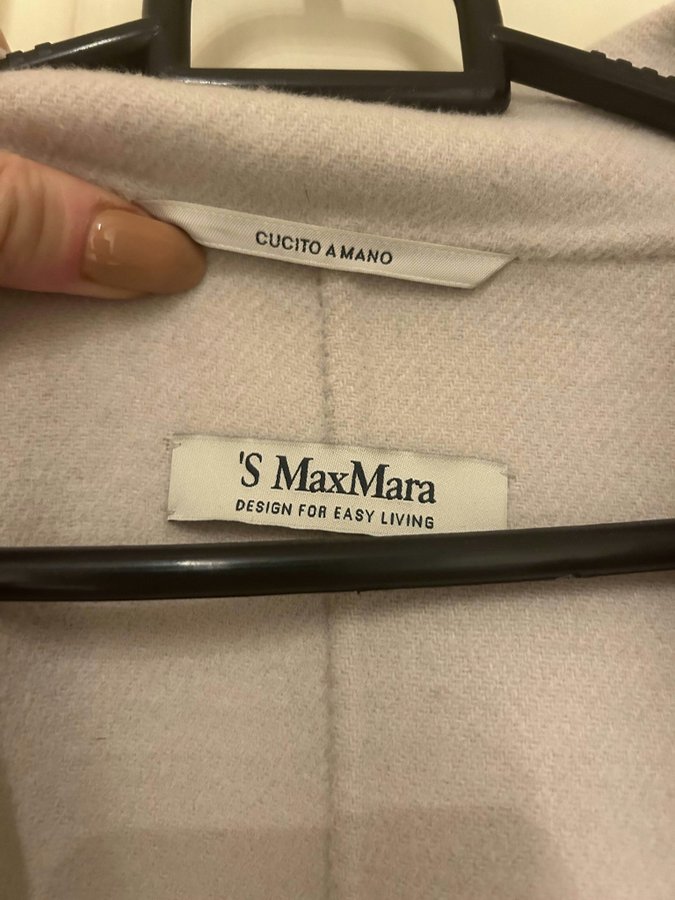 CUCITO A MANO
'S MaxMara
DESIGN FOR EASY LIVING